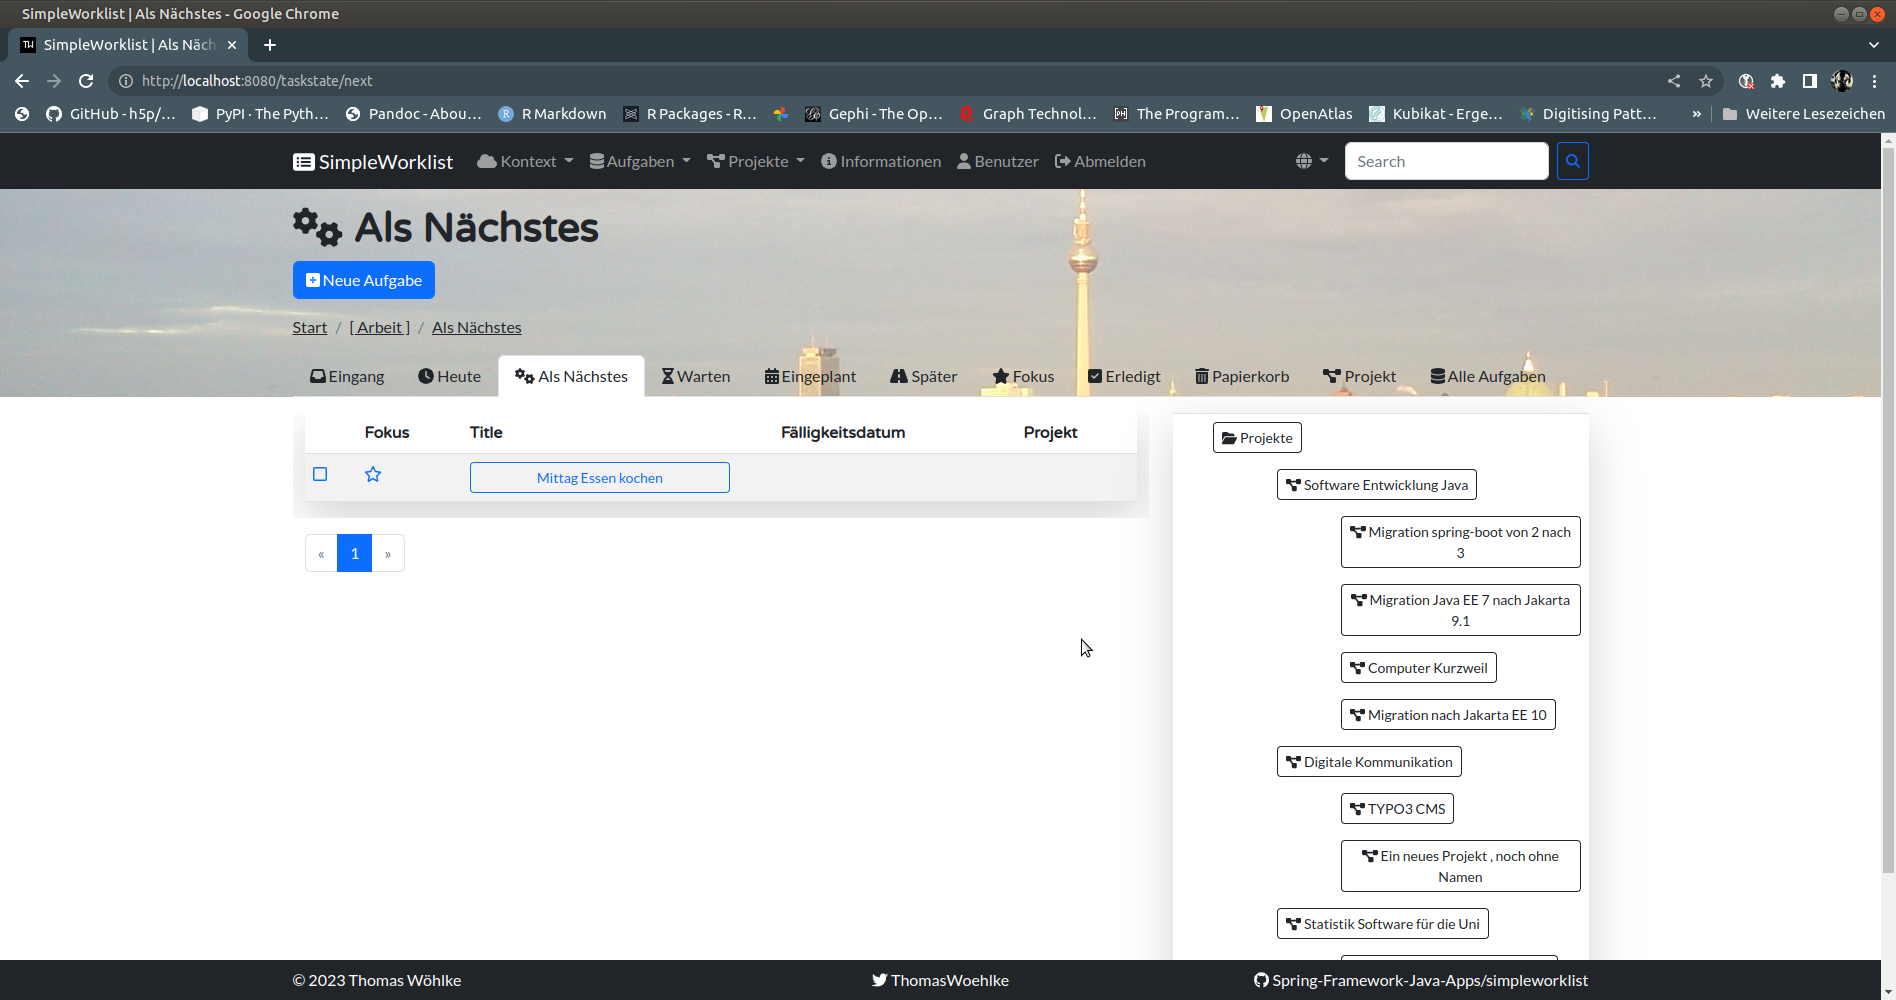 SimpleWorklist | Als Nächstes - Google Chrome
SimpleWorklist | Als Näch
http://localhost:8080/taskstate/next
GitHub - h5p/... PyPI · The Pyth... Pandoc - Abou... R Markdown R Packages - R... Gephi - The Op... Graph Technol... The Program... OpenAtlas Kubikat - Erge... Digitising Patt... » Weitere Lesezeichen
SimpleWorklist Kontext Aufgaben Projekte Informationen Benutzer Abmelden Search
Als Nächstes
Neue Aufgabe
Start / [ Arbeit ] / Als Nächstes
Eingang Heute Als Nächstes Warten Eingeplant Später Fokus Erledigt Papierkorb Projekt Alle Aufgaben
Fokus Title Fälligkeitsdatum Projekt
Mittag Essen kochen
« 1 »
Projekte
Software Entwicklung Java
Migration spring-boot von 2 nach
3
Migration Java EE 7 nach Jakarta
9.1
Computer Kurzweil
Migration nach Jakarta EE 10
Digitale Kommunikation
TYPO3 CMS
Ein neues Projekt , noch ohne
Namen
Statistik Software für die Uni
© 2023 Thomas Wöhlke ThomasWoehlke Spring-Framework-Java-Apps/simpleworklist